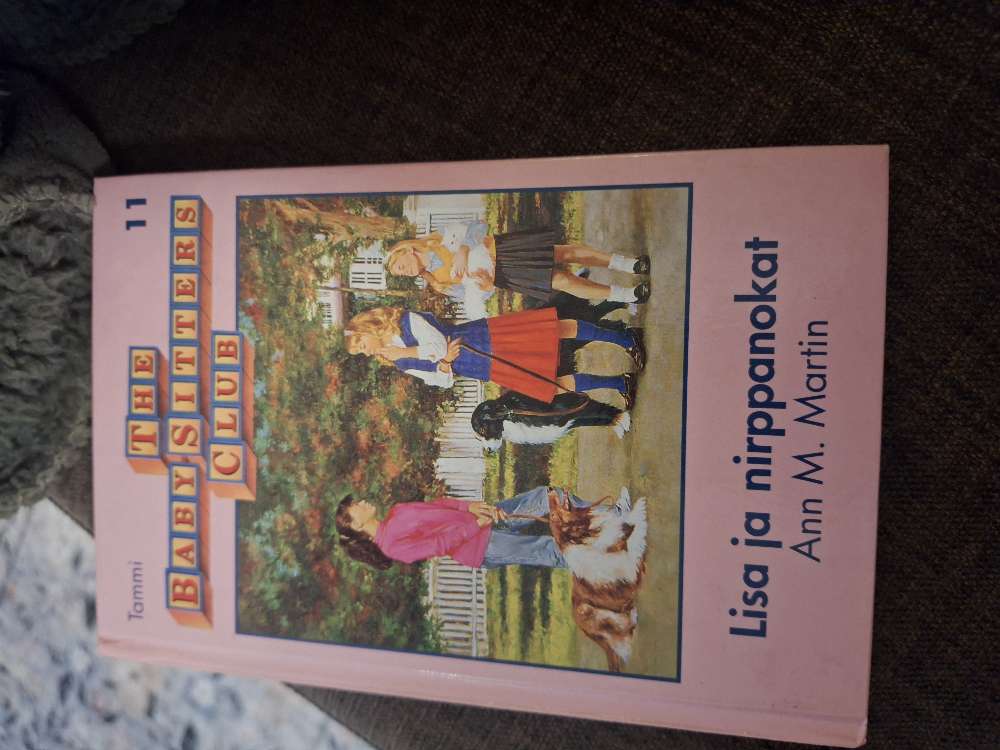 Tammi
11
THE
BABY-SITTERS
CLUB
Lisa ja nirppanokat
Ann M. Martin